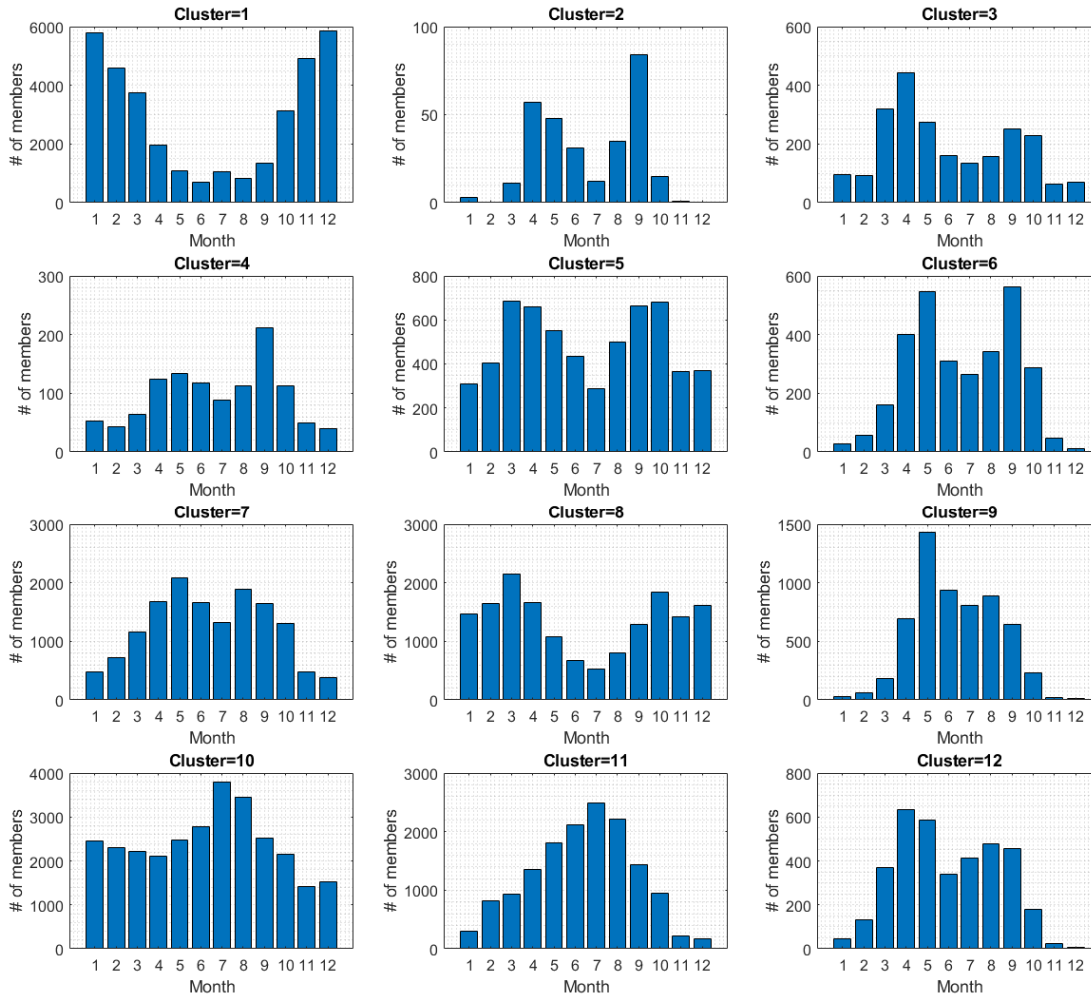 Cluster=1
6000
4000
2000
0
# of members
1 2 3 4 5 6 7 8 9 10 11 12
Month
Cluster=2
100
50
0
# of members
1 2 3 4 5 6 7 8 9 10 11 12
Month
Cluster=3
600
400
200
0
# of members
1 2 3 4 5 6 7 8 9 10 11 12
Month
Cluster=4
300
200
100
0
# of members
1 2 3 4 5 6 7 8 9 10 11 12
Month
Cluster=5
800
600
400
200
0
# of members
1 2 3 4 5 6 7 8 9 10 11 12
Month
Cluster=6
600
400
200
0
# of members
1 2 3 4 5 6 7 8 9 10 11 12
Month
Cluster=7
3000
2000
1000
0
# of members
1 2 3 4 5 6 7 8 9 10 11 12
Month
Cluster=8
3000
2000
1000
0
# of members
1 2 3 4 5 6 7 8 9 10 11 12
Month
Cluster=9
1500
1000
500
0
# of members
1 2 3 4 5 6 7 8 9 10 11 12
Month
Cluster=10
4000
3000
2000
1000
0
# of members
1 2 3 4 5 6 7 8 9 10 11 12
Month
Cluster=11
3000
2000
1000
0
# of members
1 2 3 4 5 6 7 8 9 10 11 12
Month
Cluster=12
800
600
400
200
0
# of members
1 2 3 4 5 6 7 8 9 10 11 12
Month